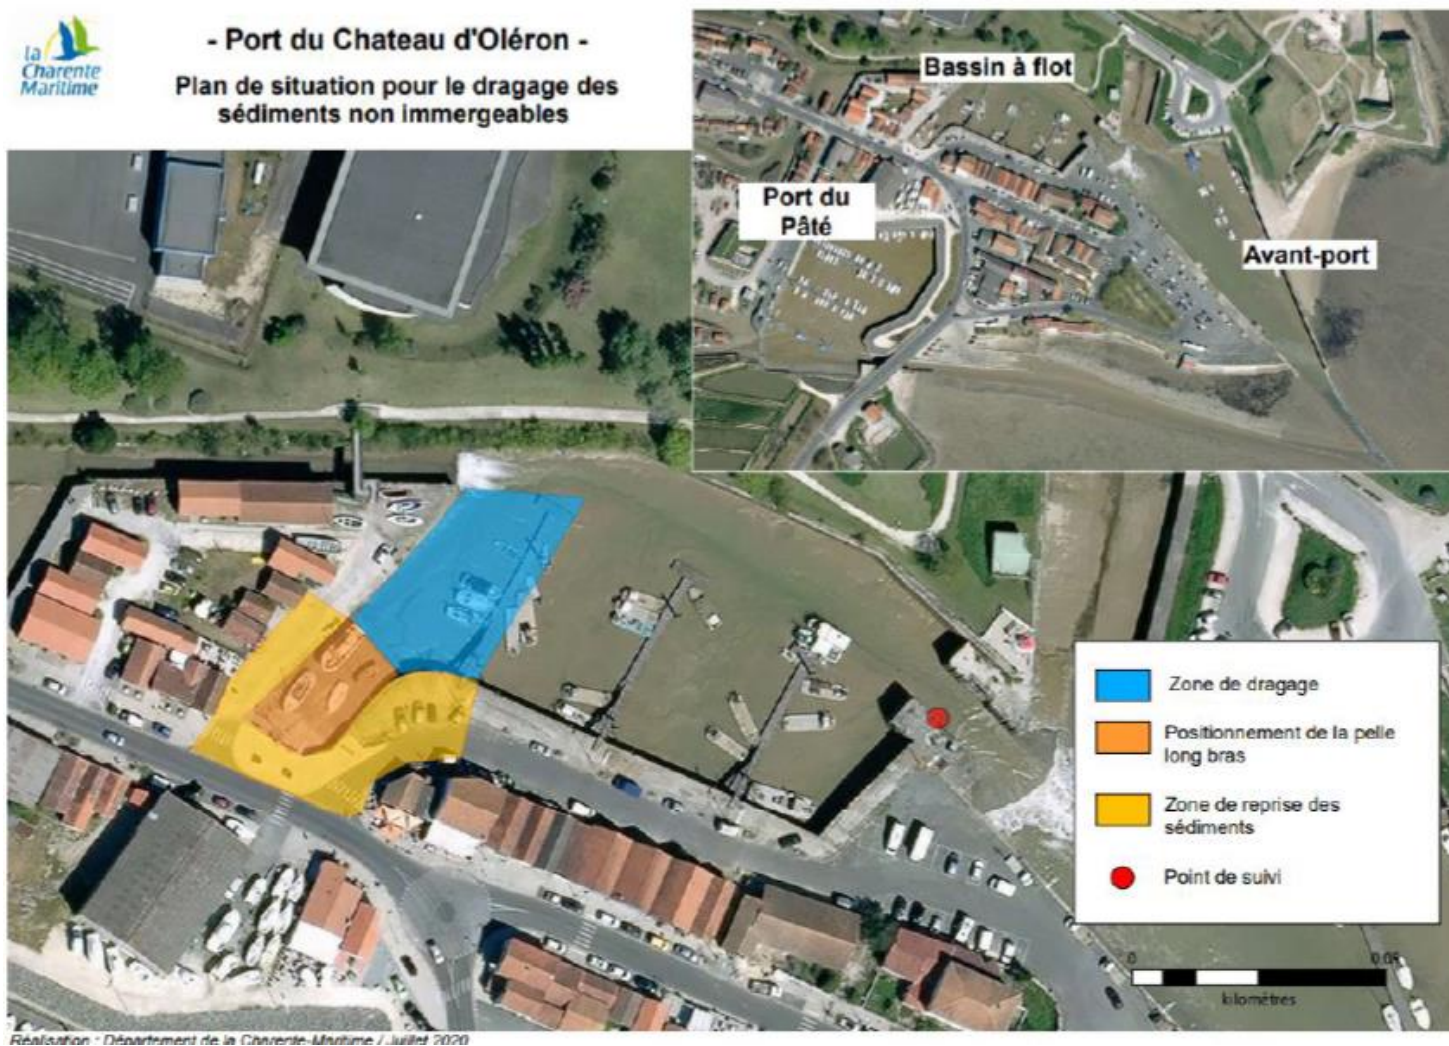 la
Charente
Maritime
- Port du Chateau d'Oléron -
Plan de situation pour le dragage des
sédiments non immergeables
Bassin à flot
Port du
Pâté
Avant-port
Zone de dragage
Positionnement de la pelle
long bras
Zone de reprise des
sédiments
Point de suivi
0
kilomètres
Réalisation : Département de la Charente-Maritime / Juillet 2020